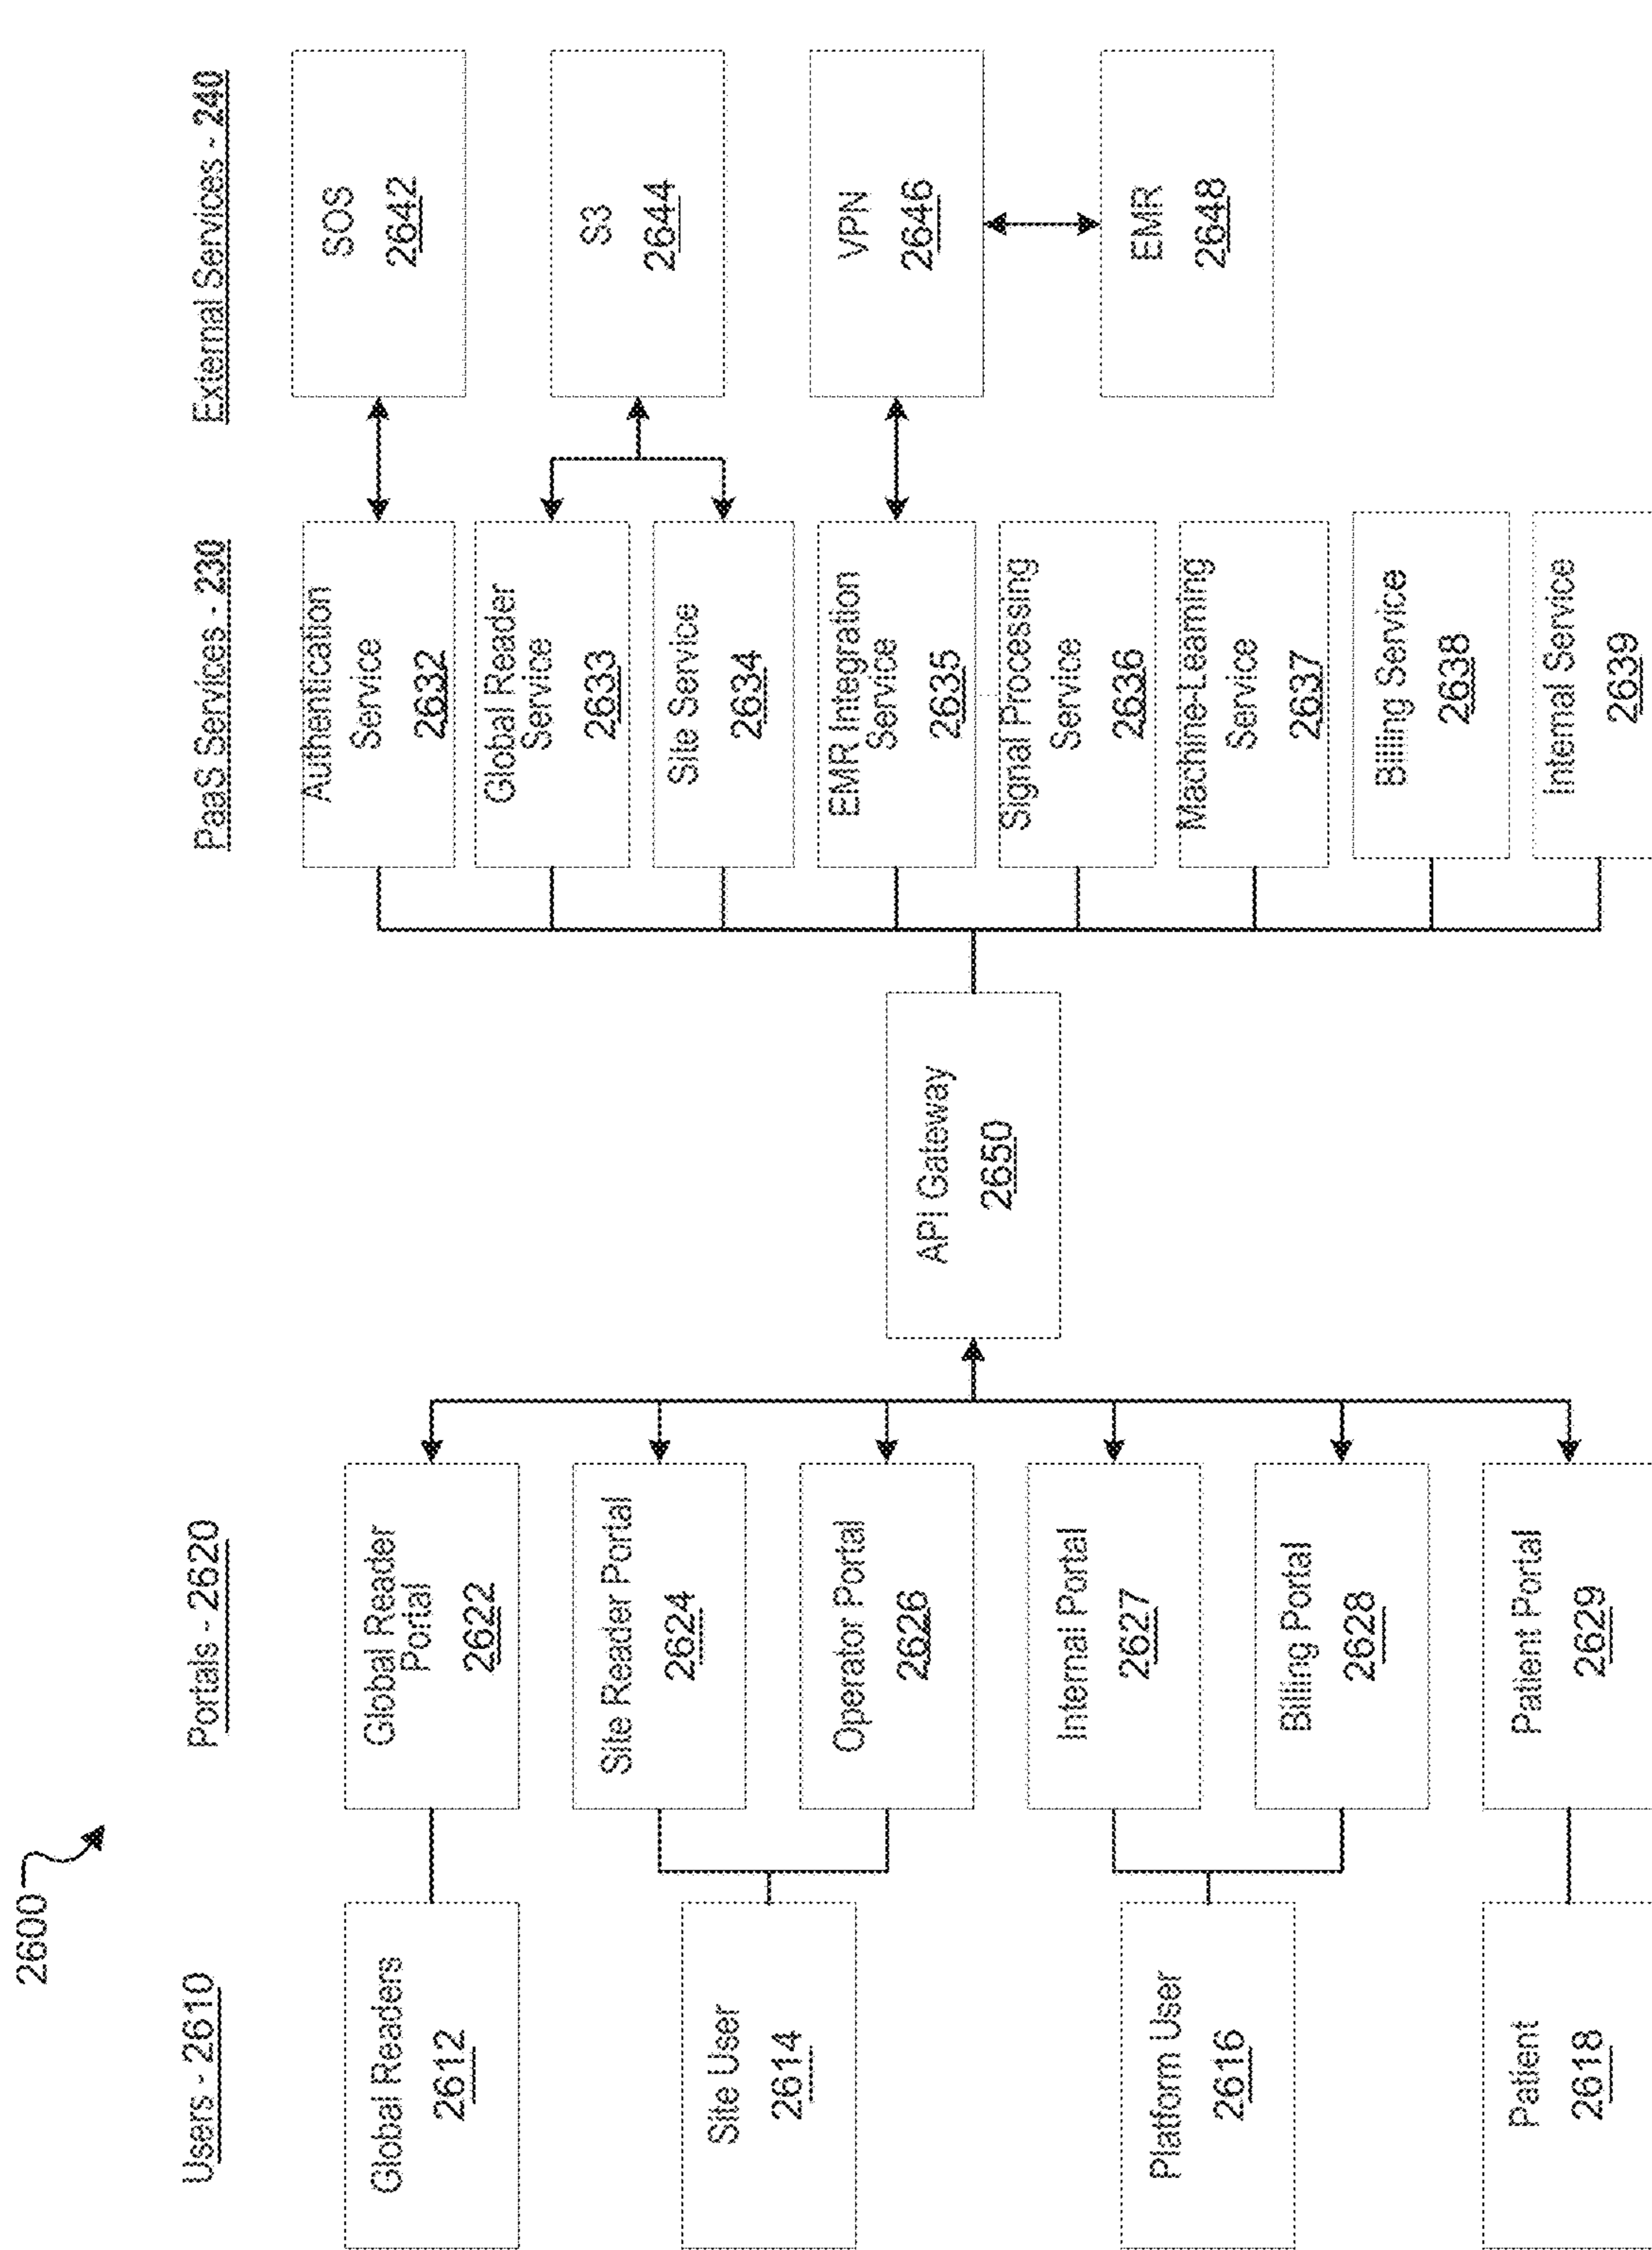 2600
Users - 2610
Portals - 2620
PaaS Services - 230
External Services - 240
Global Readers
2612
Site User
2614
Platform User
2616
Patient
2618
Global Reader
Portal
2622
Site Reader Portal
2624
Operator Portal
2626
Internal Portal
2627
Billing Portal
2628
Patient Portal
2629
API Gateway
2650
Authentication
Service
2632
Global Reader
Service
2633
Site Service
2634
EMR Integration
Service
2635
Signal Processing
Service
2636
Machine-Learning
Service
2637
Billing Service
2638
Internal Service
2639
SOS
2642
S3
2644
VPN
2646
EMR
2648